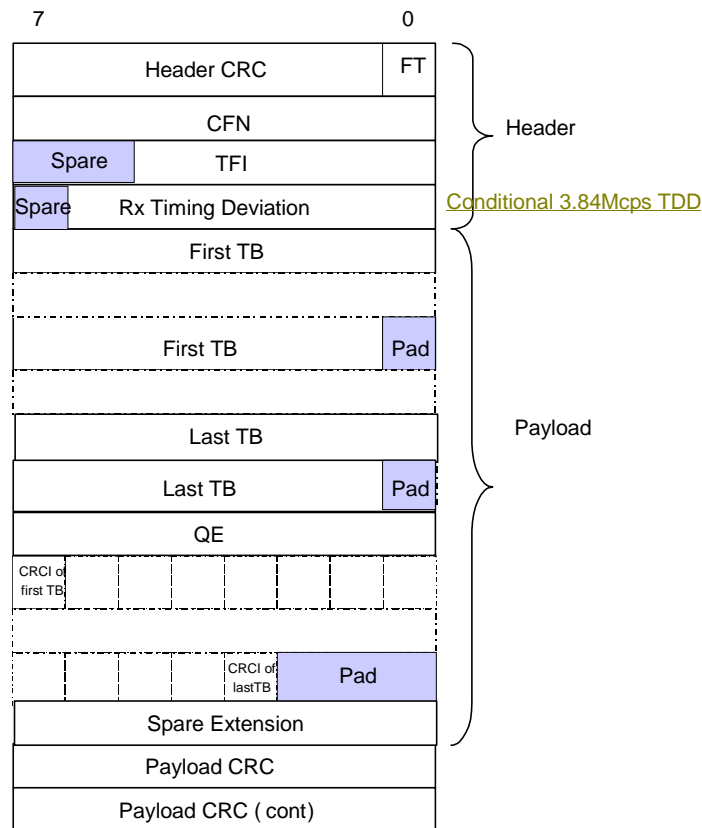 7 0
Header CRC FT
CFN
Header
Spare TFI
Spare Rx Timing Deviation Conditional 3.84Mcps TDD
First TB
First TB Pad
Last TB
Payload
Last TB Pad
QE
CRCI of
first TB
CRCI of
lastTB
Pad
Spare Extension
Payload CRC
Payload CRC ( cont)